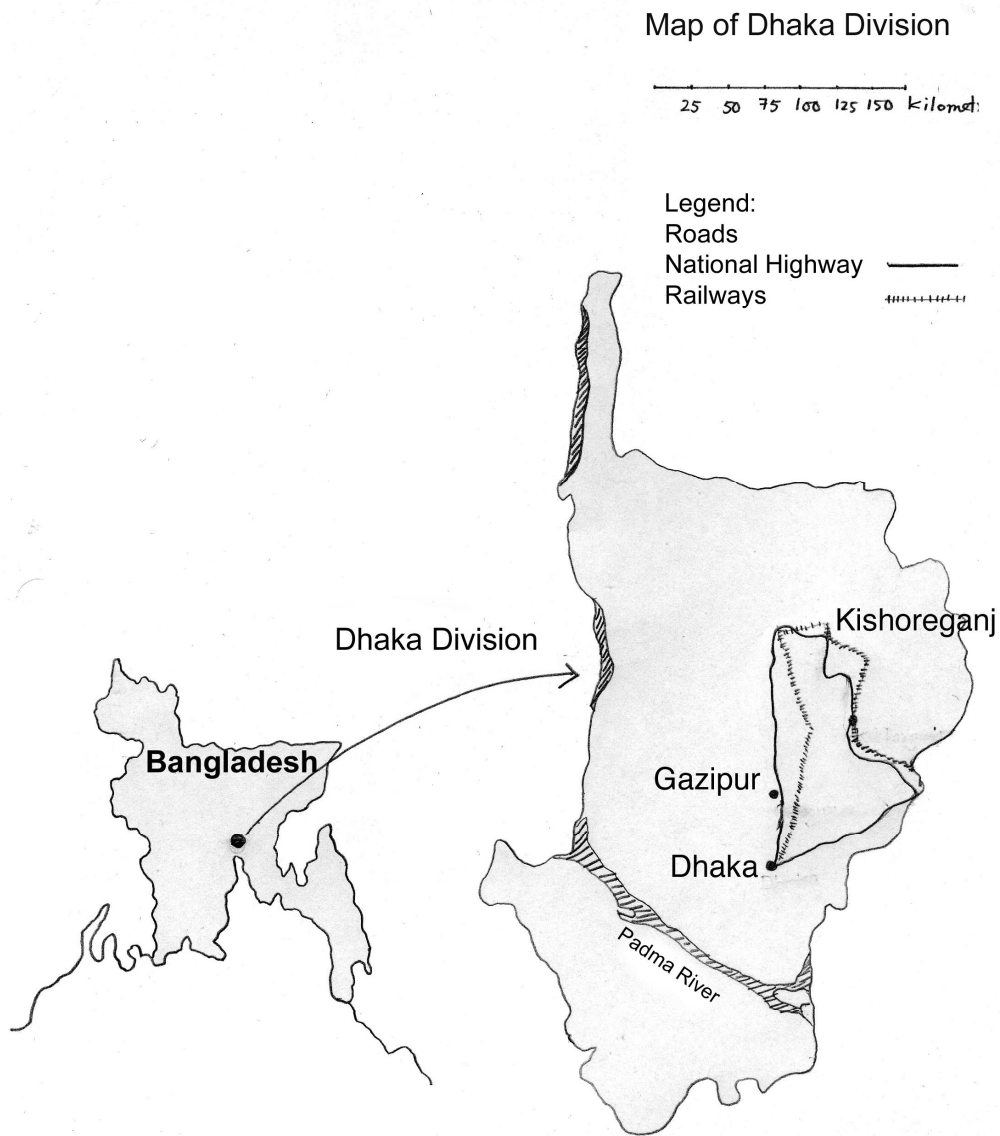 Map of Dhaka Division
25 50 75 100 125 150 Kilomet
Legend:
Roads
National Highway
Railways
Kishoreganj
Dhaka Division
Bangladesh
Gazipur
Dhaka
Padma River